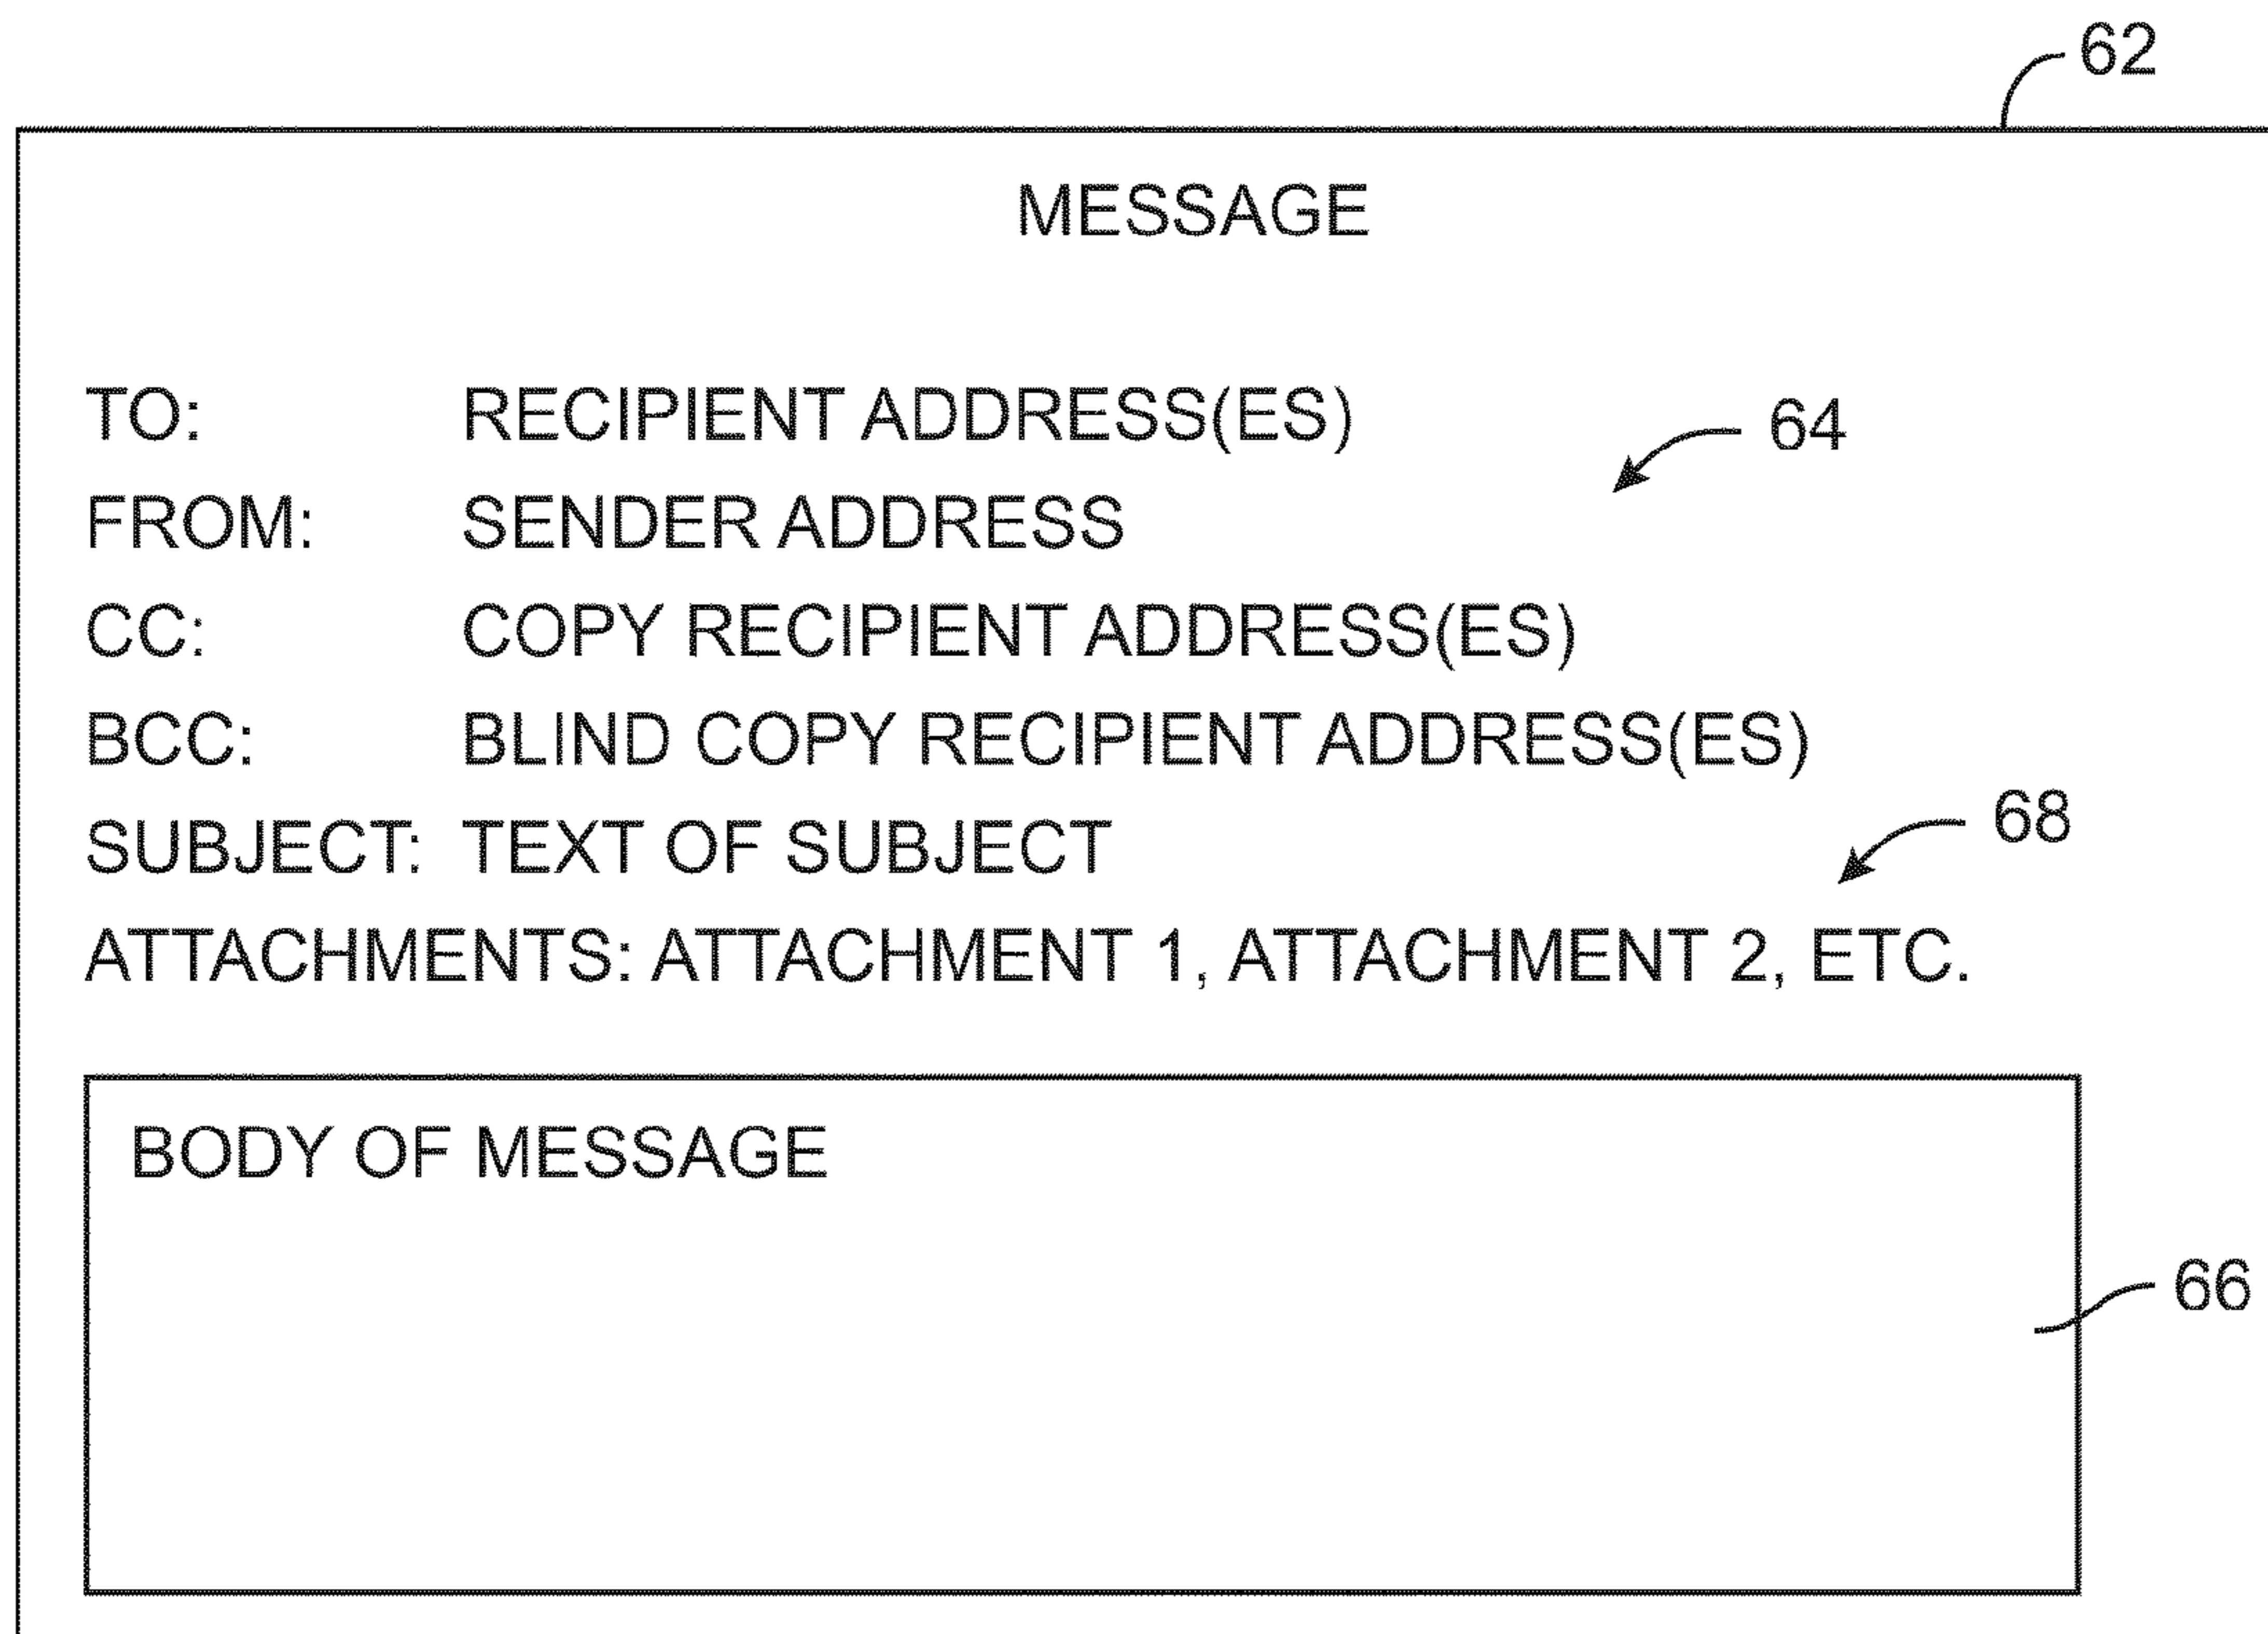 62
MESSAGE
TO: RECIPIENT ADDRESS(ES)
64
FROM: SENDER ADDRESS
CC: COPY RECIPIENT ADDRESS(ES)
BCC: BLIND COPY RECIPIENT ADDRESS(ES)
68
SUBJECT: TEXT OF SUBJECT
ATTACHMENTS: ATTACHMENT 1, ATTACHMENT 2, ETC.
BODY OF MESSAGE
66